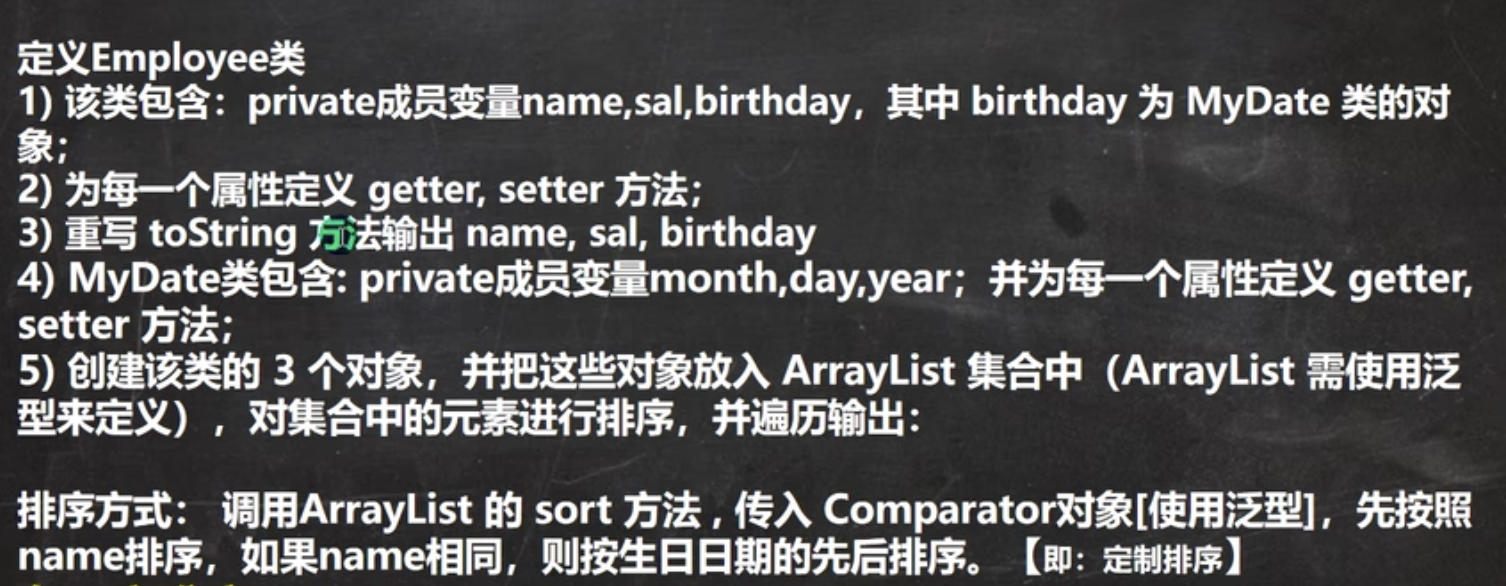 定义Employee类
1) 该类包含：private成员变量name,sal,birthday，其中 birthday 为 MyDate 类的对
象；
2) 为每一个属性定义 getter, setter 方法；
3) 重写 toString 方法输出 name, sal, birthday
4) MyDate类包含: private成员变量month,day,year；并为每一个属性定义 getter,
setter 方法；
5) 创建该类的 3 个对象，并把这些对象放入 ArrayList 集合中（ArrayList 需使用泛
型来定义），对集合中的元素进行排序，并遍历输出：
排序方式： 调用ArrayList 的 sort 方法 , 传入 Comparator对象[使用泛型]，先按照
name排序，如果name相同，则按生日日期的先后排序。【即：定制排序】